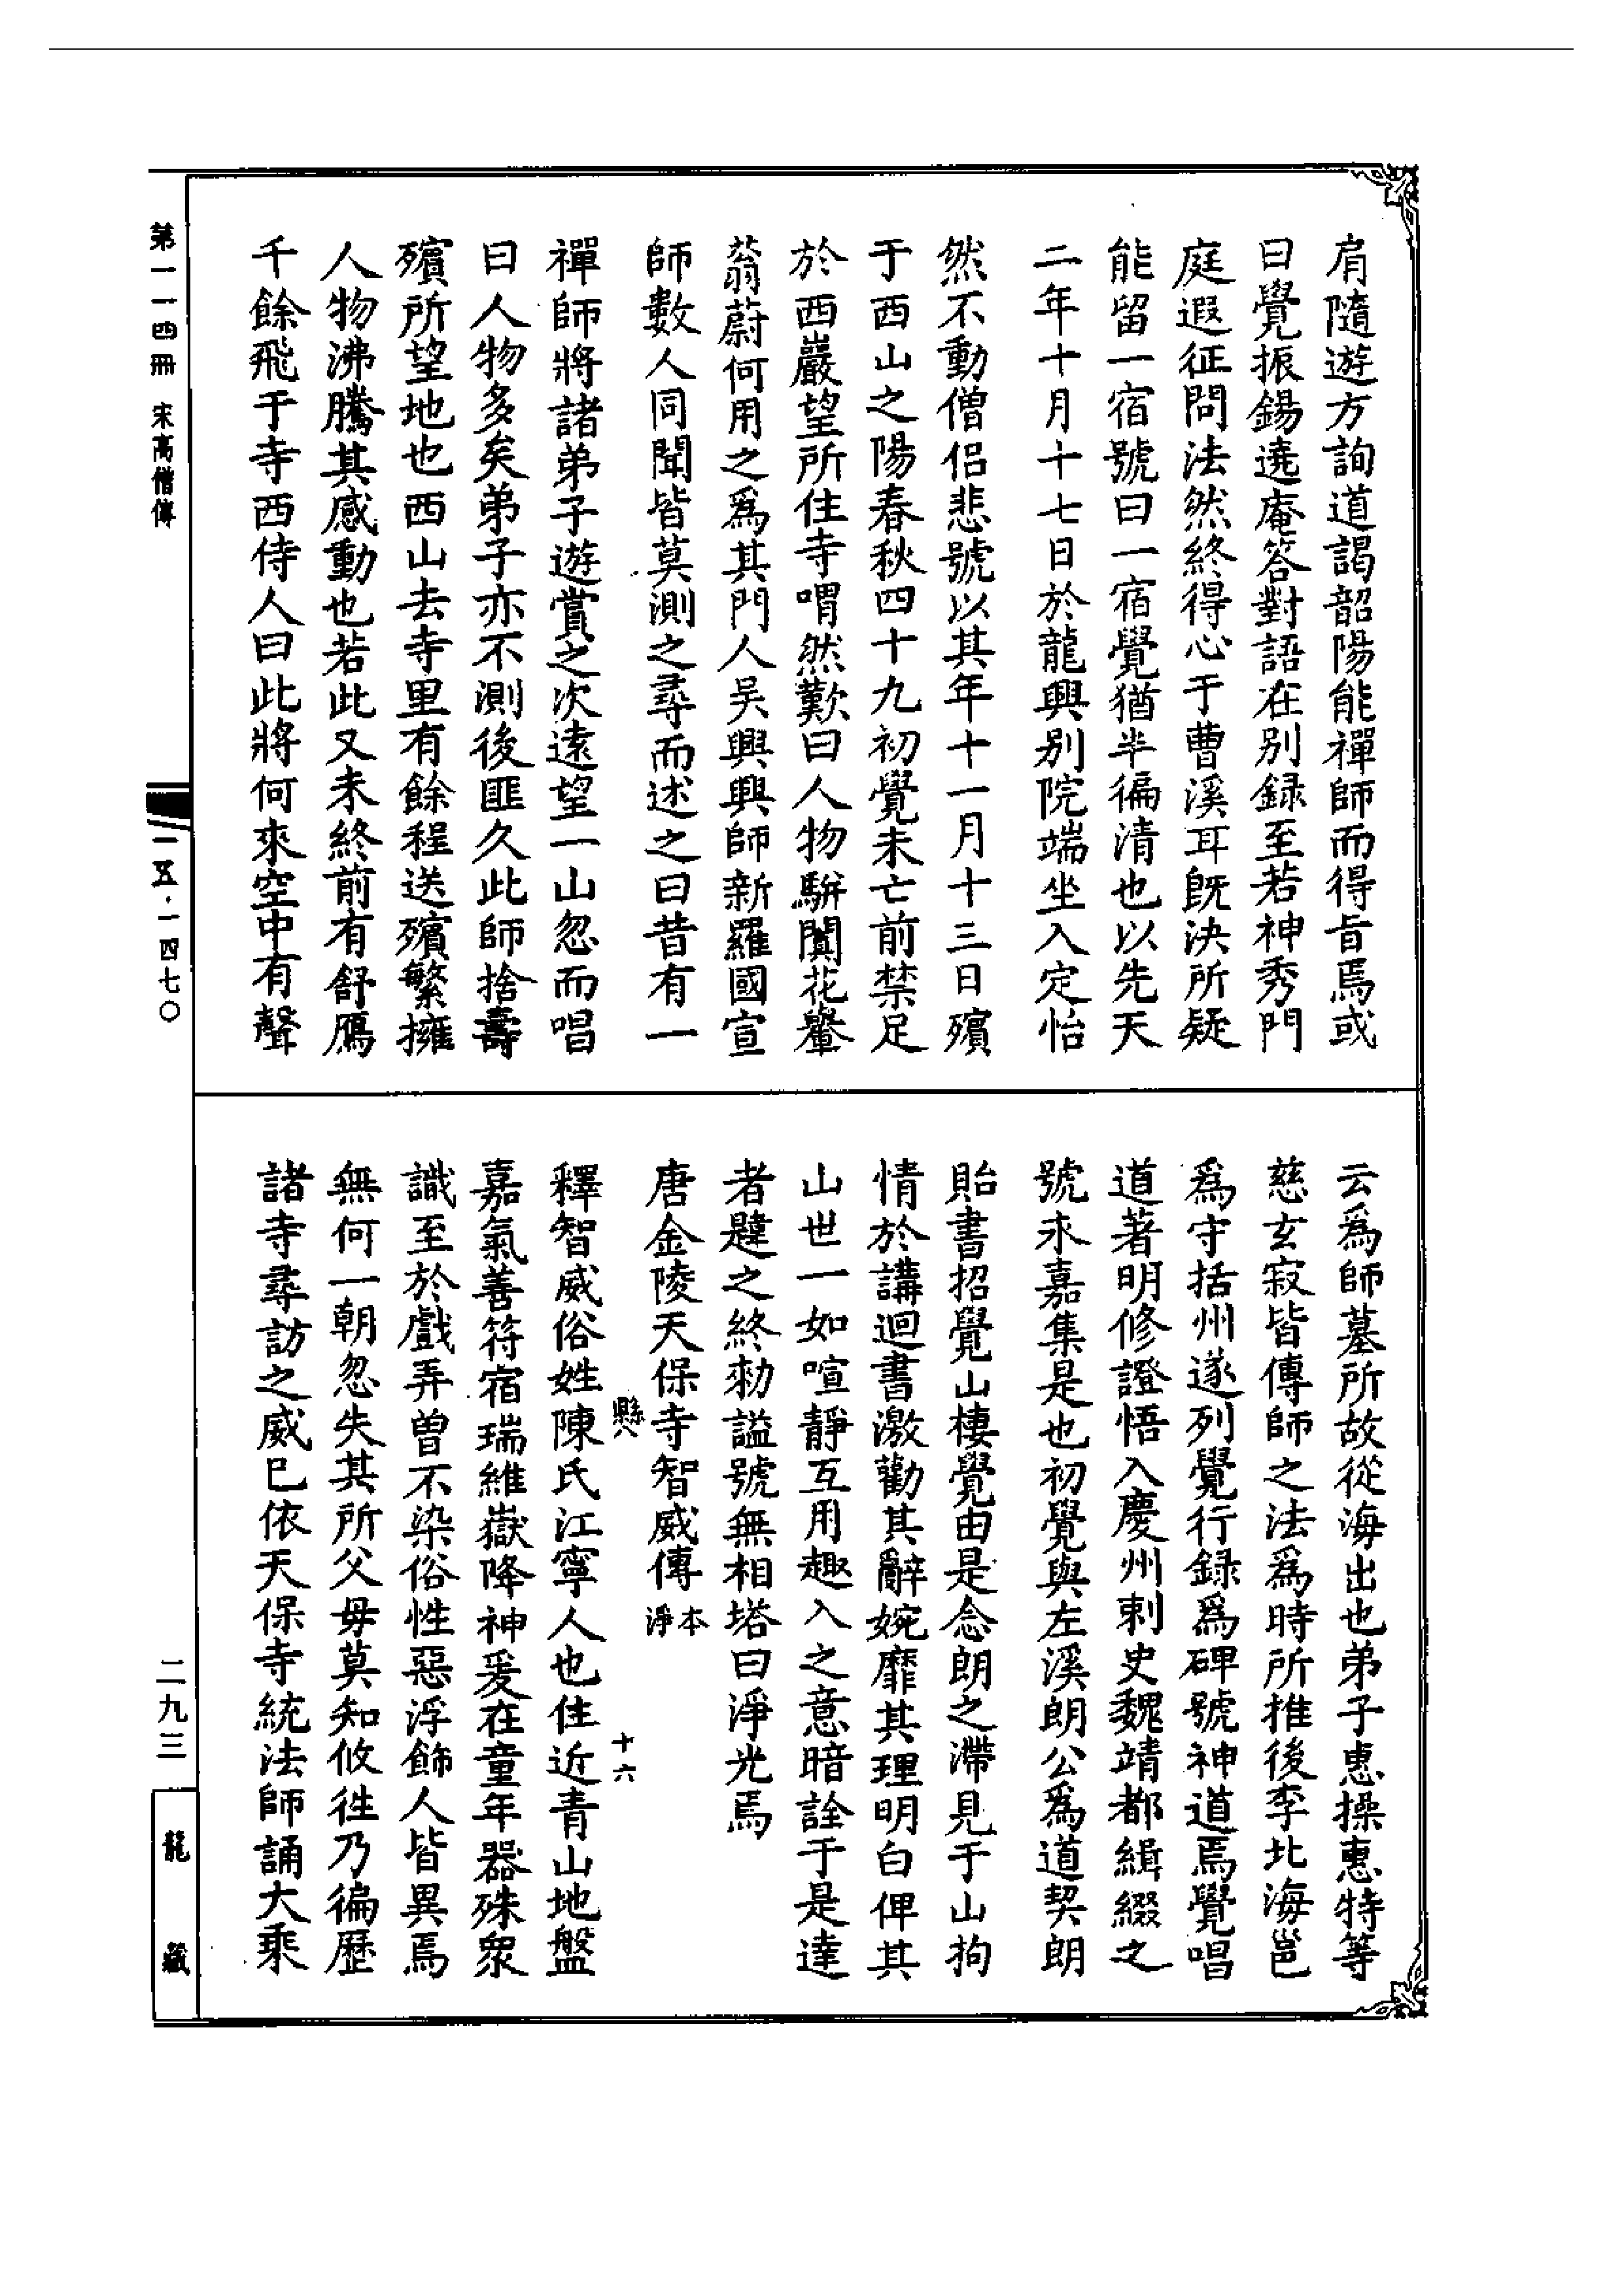 肩隨遊方詢道謁韶陽能禪師而得旨焉或
曰覺振錫遶庵答對語在別録至若神秀門
庭遐征問法然終得心于曹溪耳既決所疑
能留一宿號曰一宿覺猶半徧清也以先天
二年十月十七日於龍興別院端坐入定怡
然不動僧侣悲號以其年十一月十三日殯
于西山之陽春秋四十九初覺未亡前禁足
於西巖望所住寺喟然歎曰人物駢闐花轝
蓊蔚何用之爲其門人吴興興師新羅國宣
師數人同聞皆莫測之尋而述之曰昔有一
禪師將諸弟子遊賞之次遠望一山忽而唱
曰人物多矣弟子亦不測後匪久此師捨壽
殯所望地也西山去寺里有餘程送殯繁擁
人物沸騰其感動也若此又未終前有舒鴈
千餘飛于寺西侍人曰此將何來空中有聲
云爲師墓所故從海出也弟子惠操惠特等
慈玄寂皆傳師之法爲時所推後李北海邕
爲守括州遂列覺行録爲碑號神道焉覺唱
道著明修證悟入慶州刺史魏靖都緝綴之
號永嘉集是也初覺與左溪朗公爲道契朗
貽書招覺山棲覺由是念朗之滯見于山拘
情於講迴書激勸其辭婉靡其理明白俾其
山世一如喧靜互用趣入之意暗詮于是達
者韙之終勑謚號無相塔曰淨光焉
唐金陵天保寺智威傳 本淨
縣八 十六
釋智威俗姓陳氏江寧人也住近青山地盤
嘉氣善符宿瑞維嶽降神爰在童年器殊衆
識至於戲弄曾不染俗性惡浮飾人皆異焉
無何一朝忽失其所父母莫知攸徃乃徧歷
諸寺尋訪之威已依天保寺統法師誦大乘
第一一四冊 宋高僧傳
一五·一四七〇
二九三
龍藏